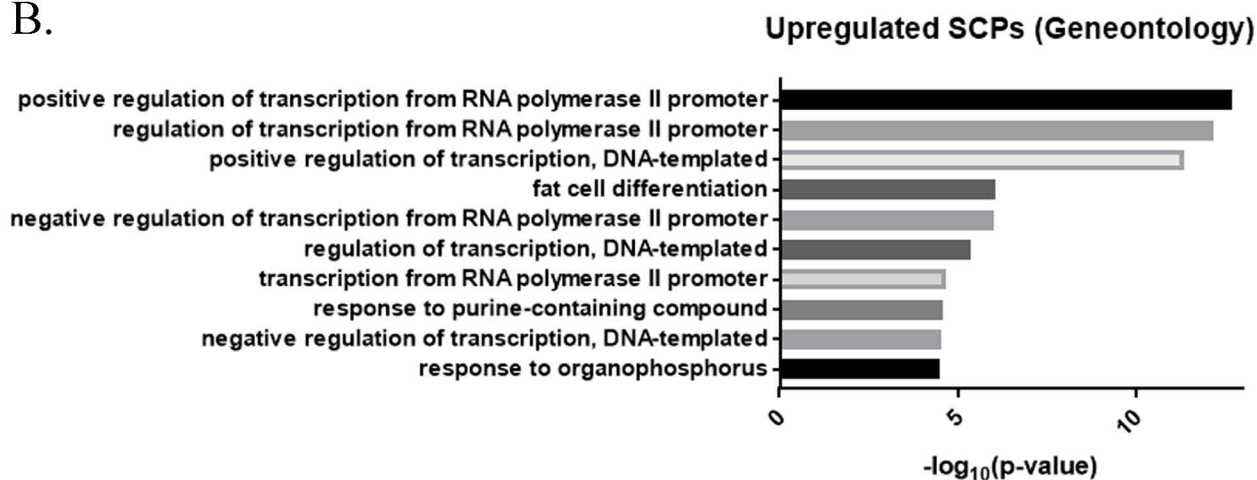 B.
Upregulated SCPs (Geneontology)
positive regulation of transcription from RNA polymerase II promoter
regulation of transcription from RNA polymerase II promoter
positive regulation of transcription, DNA-templated
fat cell differentiation
negative regulation of transcription from RNA polymerase II promoter
regulation of transcription, DNA-templated
transcription from RNA polymerase II promoter
response to purine-containing compound
negative regulation of transcription, DNA-templated
response to organophosphorus
0 5 10
-log₁₀(p-value)